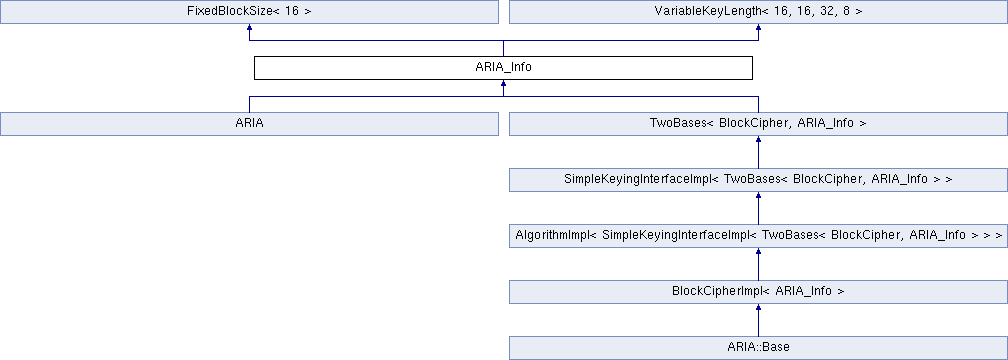 FixedBlockSize< 16 >
VariableKeyLength< 16, 16, 32, 8 >
ARIA_Info
ARIA
TwoBases< BlockCipher, ARIA_Info >
SimpleKeyingInterfaceImpl< TwoBases< BlockCipher, ARIA_Info > >
AlgorithmImpl< SimpleKeyingInterfaceImpl< TwoBases< BlockCipher, ARIA_Info > > >
BlockCipherImpl< ARIA_Info >
ARIA::Base